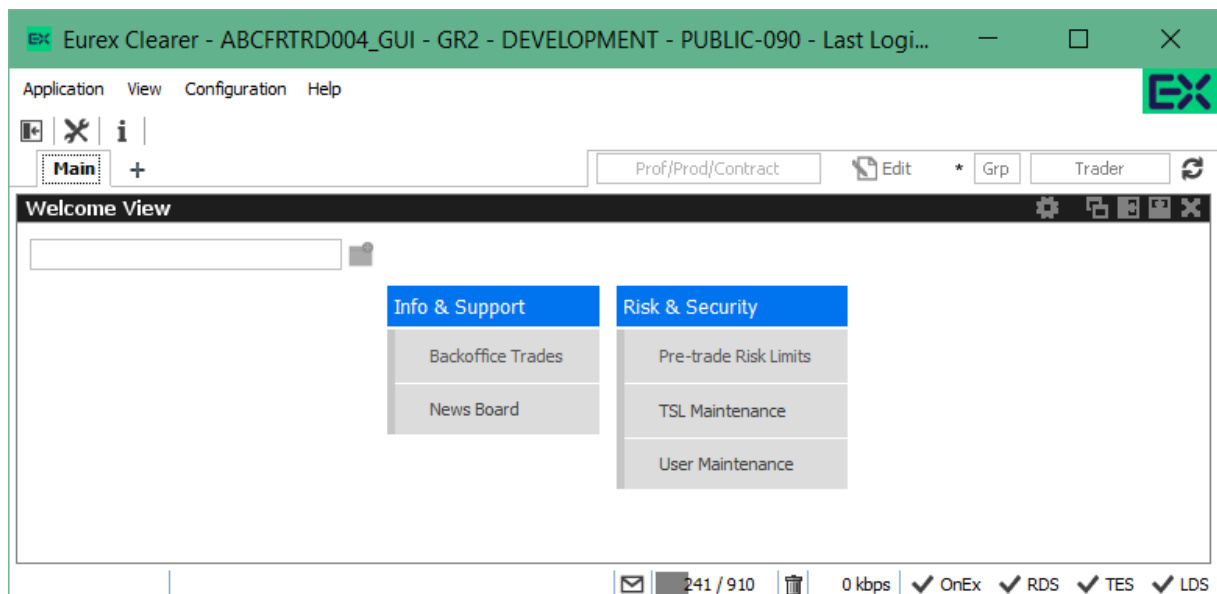 EX Eurex Clearer - ABCFRTRD004_GUI - GR2 - DEVELOPMENT - PUBLIC-090 - Last Logi...
Application View Configuration Help
EX
Main + Prof/Prod/Contract Edit * Grp Trader
Welcome View
Info & Support Risk & Security
Backoffice Trades Pre-trade Risk Limits
News Board TSL Maintenance
User Maintenance
241 / 910 0 kbps OnEx RDS TES LDS